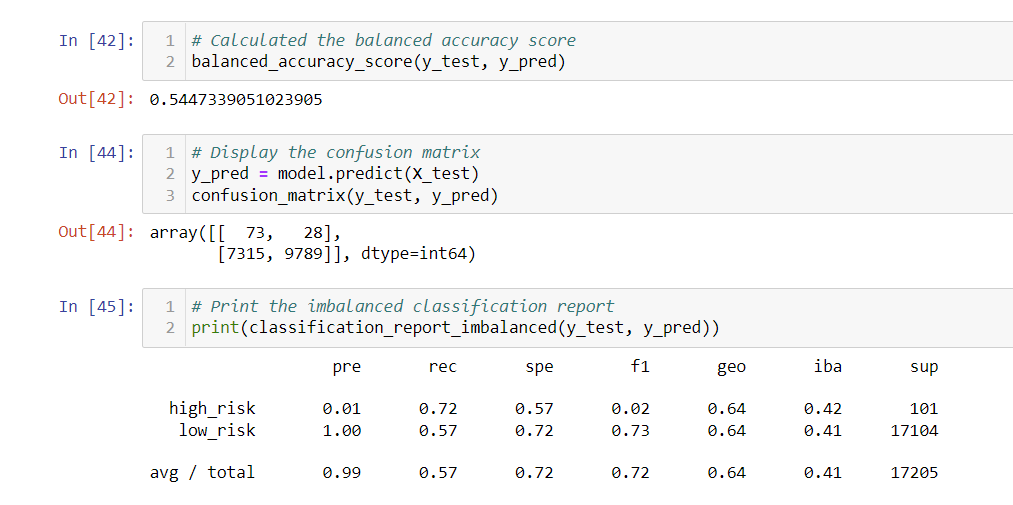 In [42]: 1 # Calculated the balanced accuracy score
2 balanced_accuracy_score(y_test, y_pred)
Out[42]: 0.5447339051023905
In [44]: 1 # Display the confusion matrix
2 y_pred = model.predict(X_test)
3 confusion_matrix(y_test, y_pred)
Out[44]: array([[ 73, 28],
[7315, 9789]], dtype=int64)
In [45]: 1 # Print the imbalanced classification report
2 print(classification_report_imbalanced(y_test, y_pred))
pre rec spe f1 geo iba sup
high_risk 0.01 0.72 0.57 0.02 0.64 0.42 101
low_risk 1.00 0.57 0.72 0.73 0.64 0.41 17104
avg / total 0.99 0.57 0.72 0.72 0.64 0.41 17205